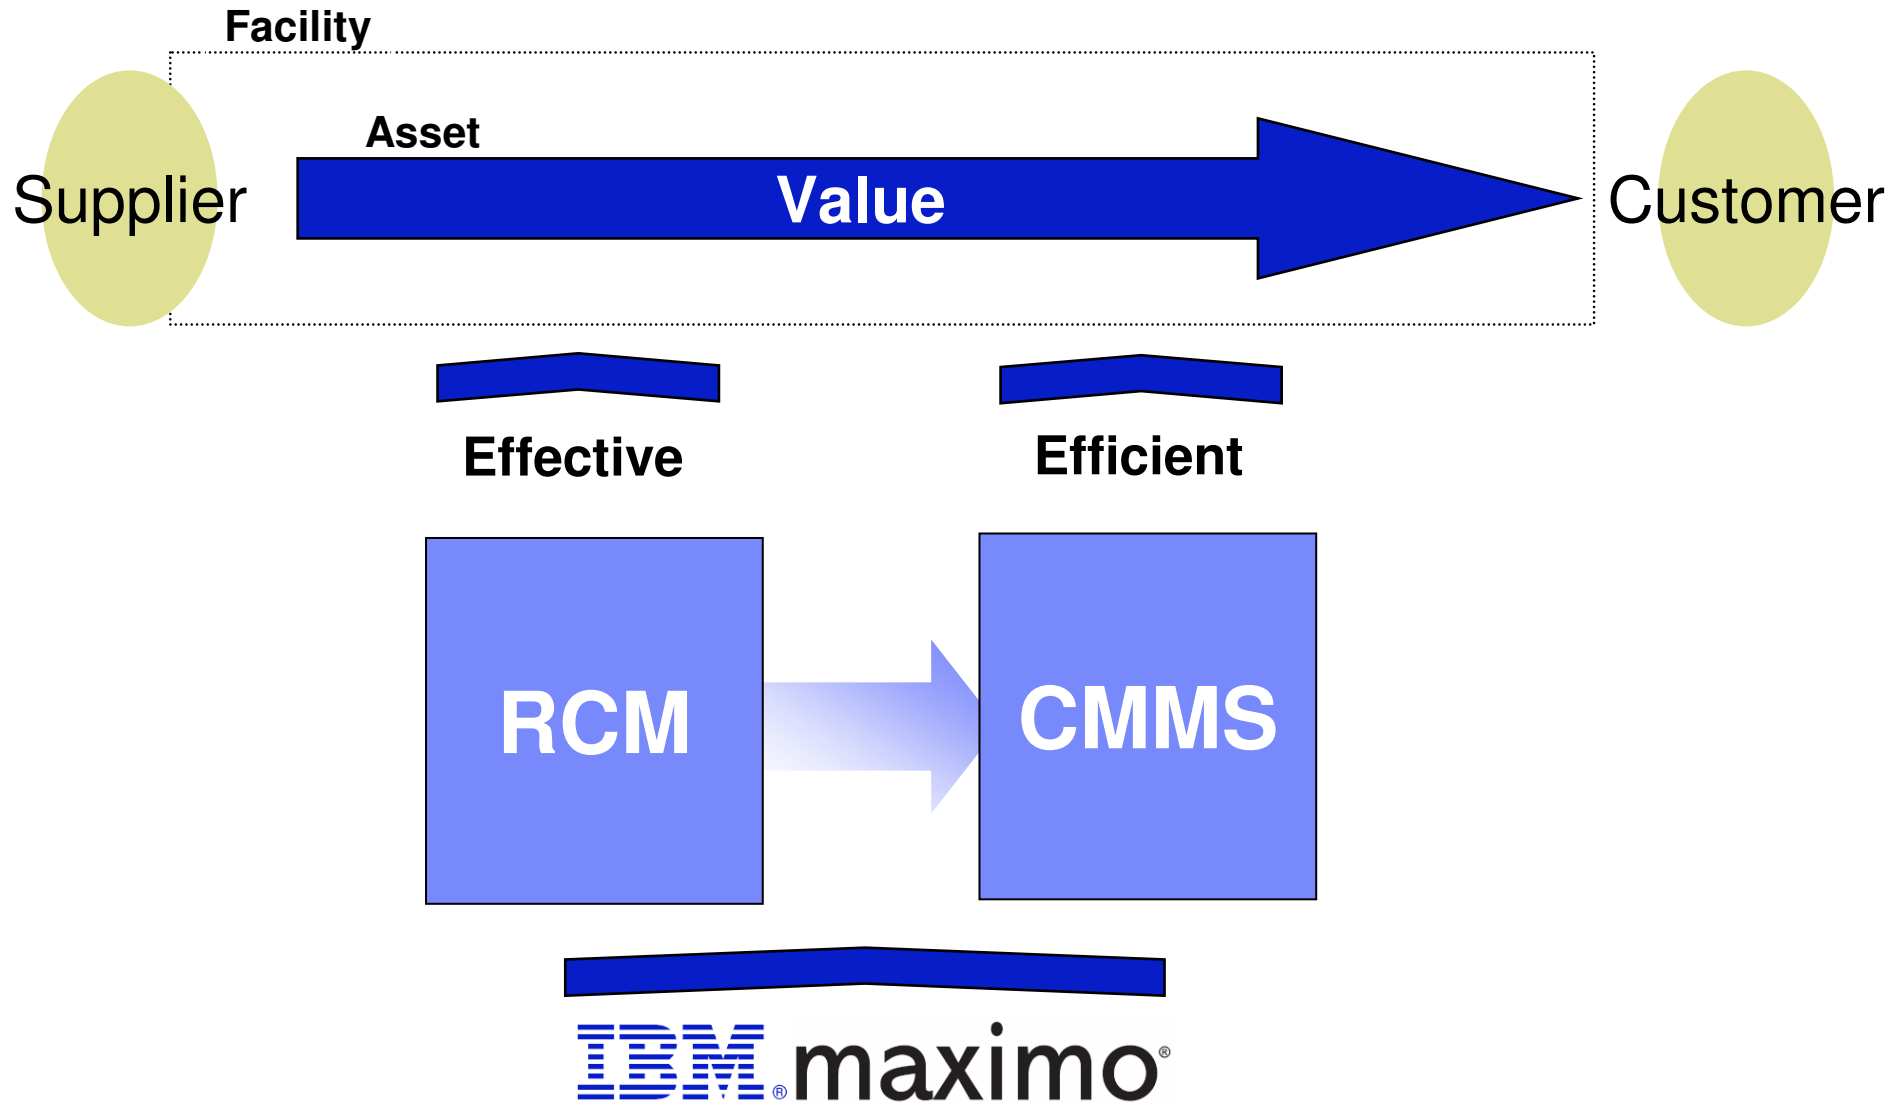 Facility
Asset
Supplier
Value
Customer
Effective
Efficient
RCM
CMMS
IBM® maximo®